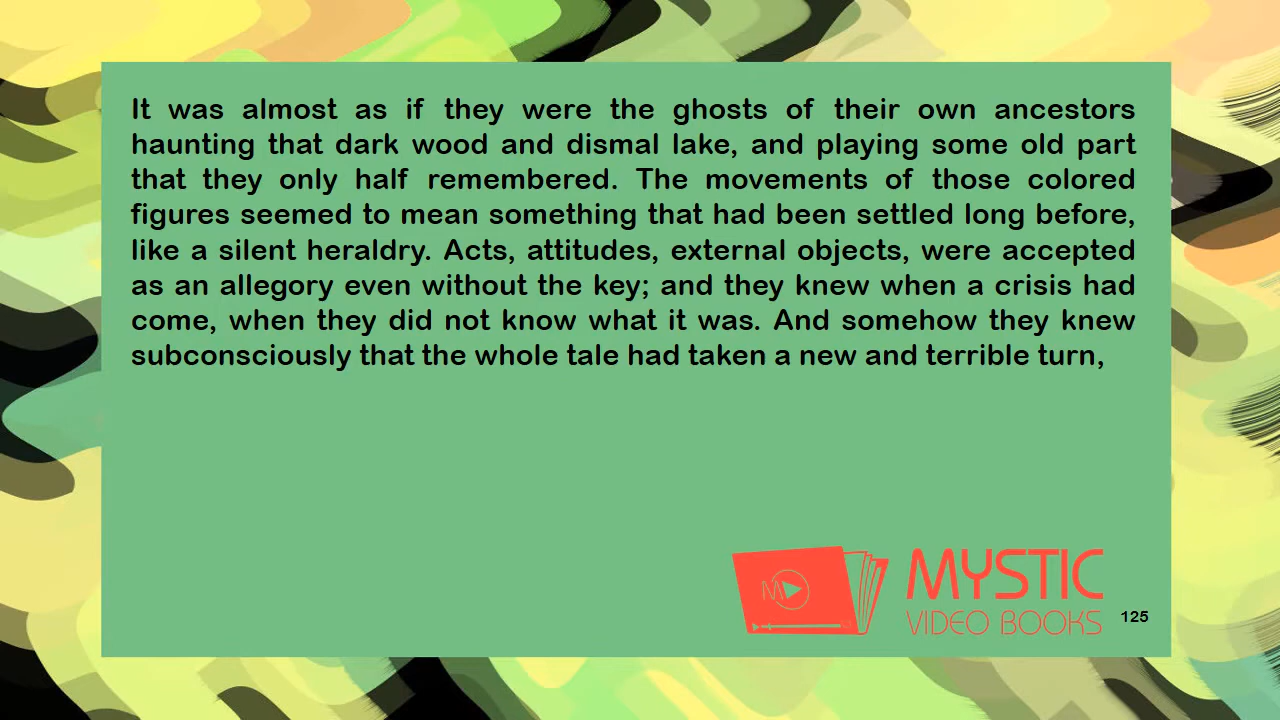 It was almost as if they were the ghosts of their own ancestors
haunting that dark wood and dismal lake, and playing some old part
that they only half remembered. The movements of those colored
figures seemed to mean something that had been settled long before,
like a silent heraldry. Acts, attitudes, external objects, were accepted
as an allegory even without the key; and they knew when a crisis had
come, when they did not know what it was. And somehow they knew
subconsciously that the whole tale had taken a new and terrible turn,
M
MYSTIC
VIDEO BOOKS
125